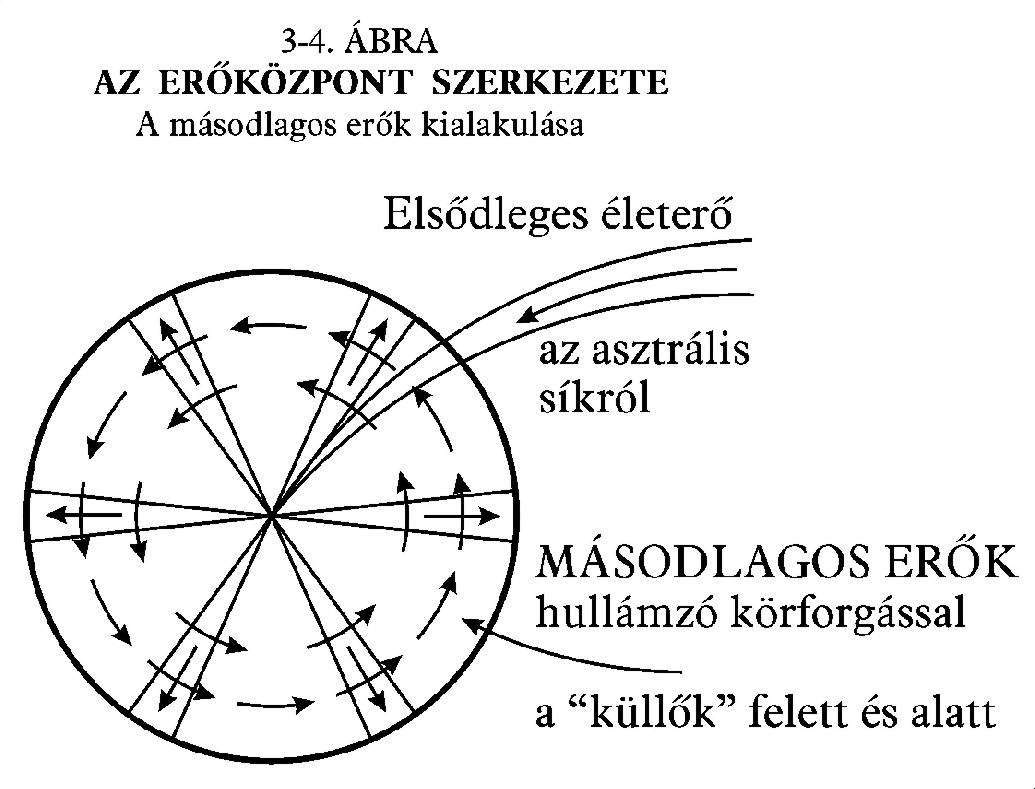 3-4. ÁBRA
AZ ERŐKÖZPONT SZERKEZETE
A másodlagos erők kialakulása
Elsődleges életerő
az asztrális
síkról
MÁSODLAGOS ERŐK
hullámzó körforgással
a “küllők” felett és alatt